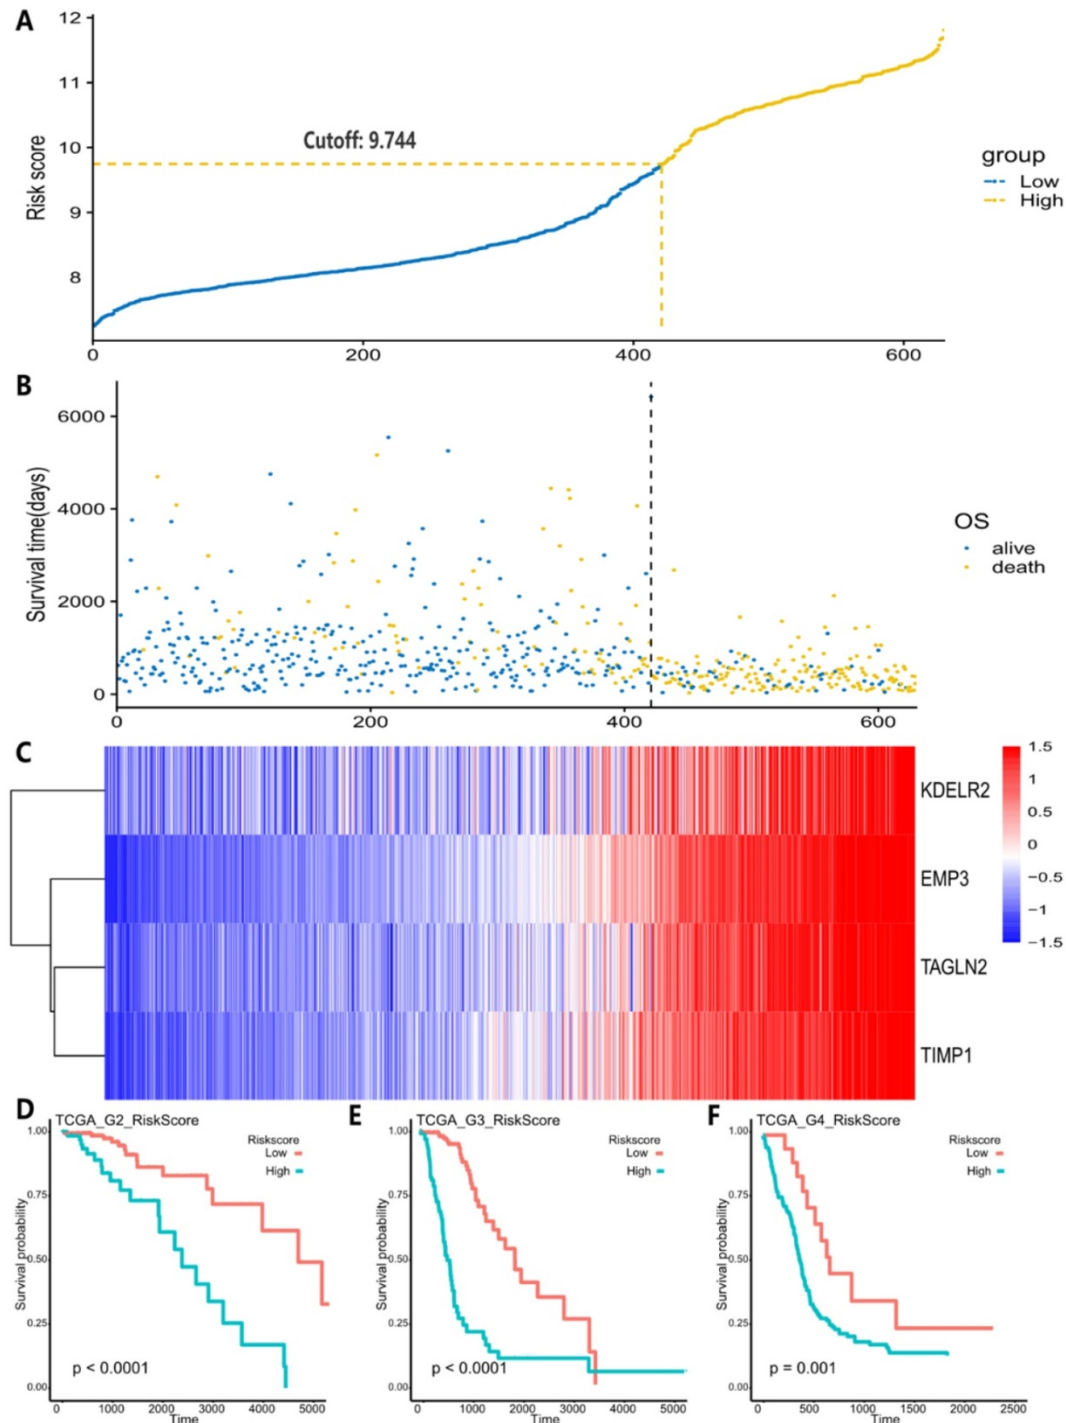 A
12
11
10
9
8
Risk score
Cutoff: 9.744
group
Low
High
0 200 400 600
B
6000
4000
2000
0
Survival time(days)
OS
alive
death
0 200 400 600
C
KDELR2
EMP3
TAGLN2
TIMP1
1.5
1
0.5
0
−0.5
−1
−1.5
D
TCGA_G2_RiskScore
Riskscore
Low
High
1.00
0.75
0.50
0.25
0.00
Survival probability
p < 0.0001
0 1000 2000 3000 4000 5000
Time
E
TCGA_G3_RiskScore
Riskscore
Low
High
1.00
0.75
0.50
0.25
0.00
Survival probability
p < 0.0001
0 1000 2000 3000 4000 5000
Time
F
TCGA_G4_RiskScore
Riskscore
Low
High
1.00
0.75
0.50
0.25
0.00
Survival probability
p = 0.001
0 500 1000 1500 2000 2500
Time